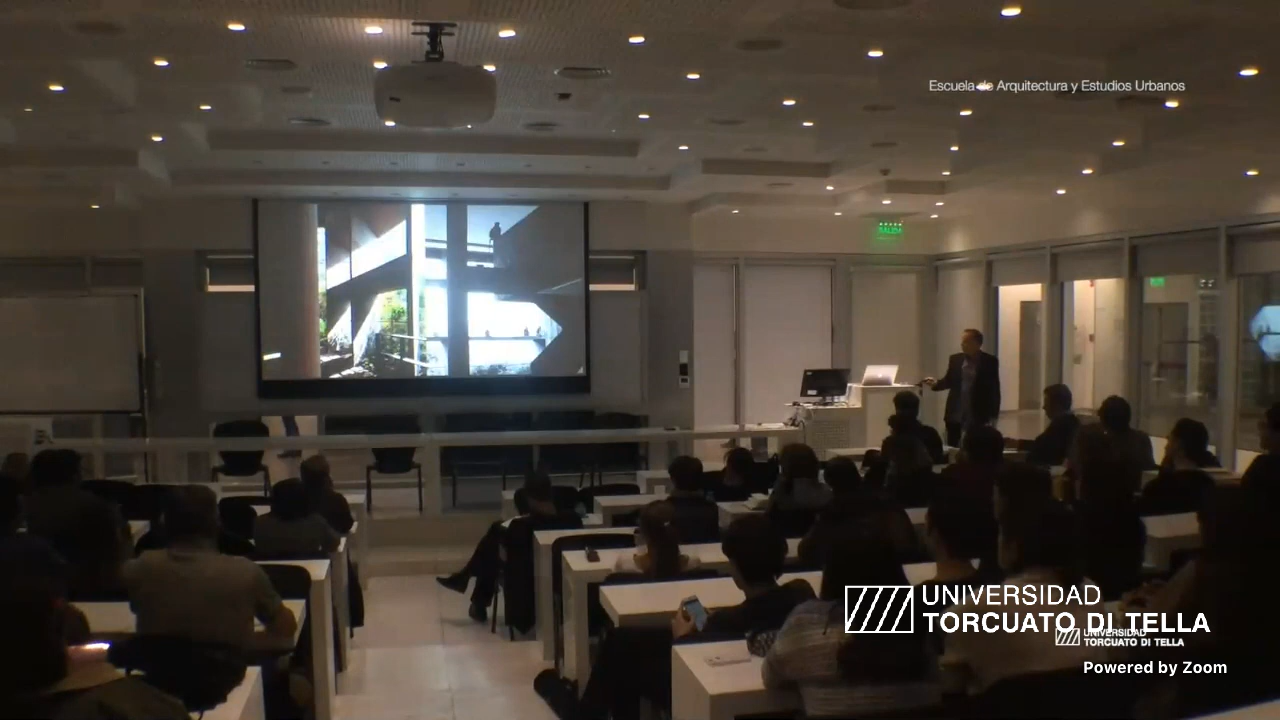 Escuela de Arquitectura y Estudios Urbanos
SALIDA
UNIVERSIDAD
TORCUATO DI TELLA
UNIVERSIDAD
TORCUATO DI TELLA
Powered by Zoom